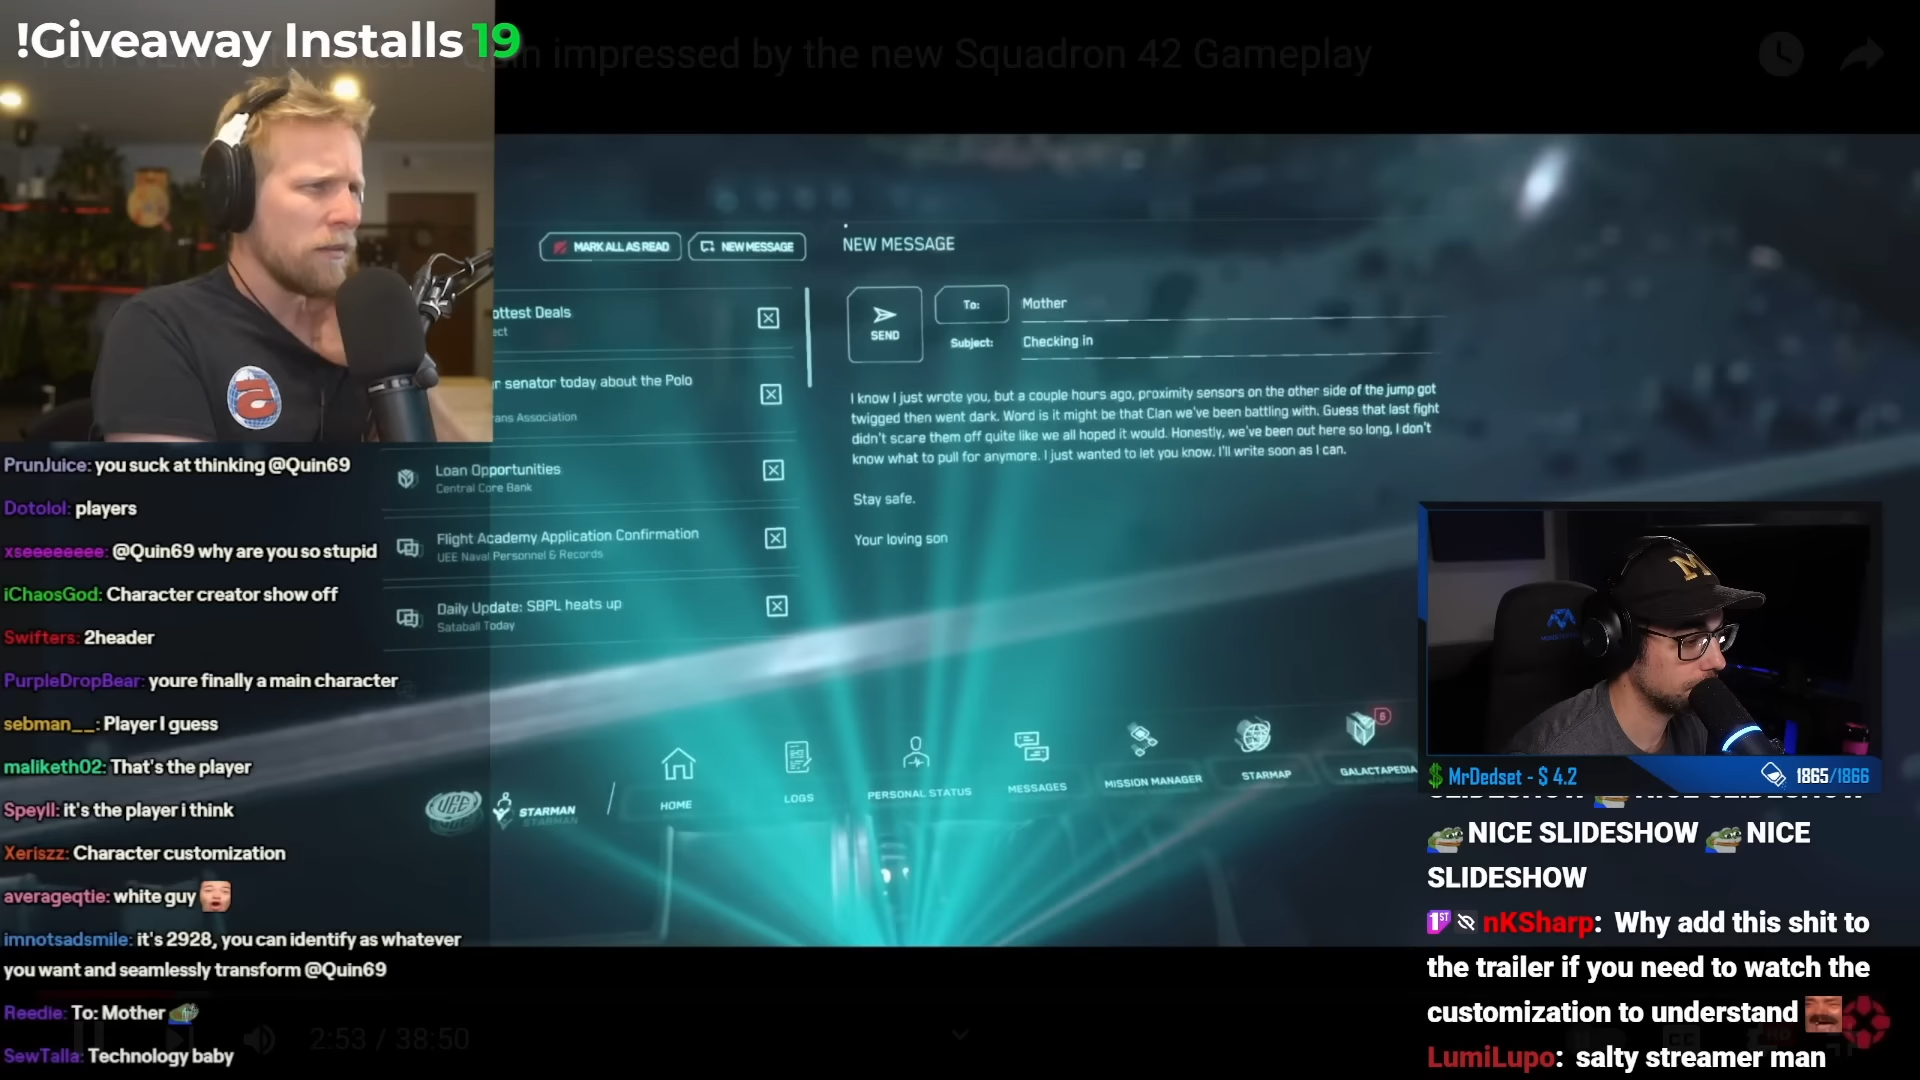 !Giveaway Installs 19
n impressed by the new Squadron 42 Gameplay
MARK ALL AS READ
NEW MESSAGE
NEW MESSAGE
SEND
To:
Mother
Subject:
Checking in
I know I just wrote you, but a couple hours ago, proximity sensors on the other side of the jump got
twigged then went dark. Word is it might be that Clan we've been battling with. Guess that last fight
didn't scare them off quite like we all hoped it would. Honestly, we've been out here so long, I don't
know what to pull for anymore. I just wanted to let you know. I'll write soon as I can.
Stay safe.
Your loving son
ottest Deals
ect
r senator today about the Polo
rans Association
Loan Opportunities
Central Core Bank
Flight Academy Application Confirmation
UEE Naval Personnel & Records
Daily Update: SBPL heats up
Sataball Today
UEE
STARMAN
HOME
LOGS
PERSONAL STATUS
MESSAGES
MISSION MANAGER
STARMAP
6
GALACTAPEDIA
PrunJuice: you suck at thinking @Quin69
Dotolol: players
xseeeeeeee: @Quin69 why are you so stupid
iChaosGod: Character creator show off
Swifters: 2header
PurpleDropBear: youre finally a main character
sebman__: Player I guess
maliketh02: That's the player
Speyll: it's the player i think
Xeriszz: Character customization
averageqtie: white guy
imnotsadsmile: it's 2928, you can identify as whatever
you want and seamlessly transform @Quin69
Reedie: To: Mother
SewTalla: Technology baby
2:53 / 38:50
M
MrDedset - $ 4.2
1865/1866
NICE SLIDESHOW NICE
SLIDESHOW
1ST nKSharp: Why add this shit to
the trailer if you need to watch the
customization to understand
LumiLupo: salty streamer man